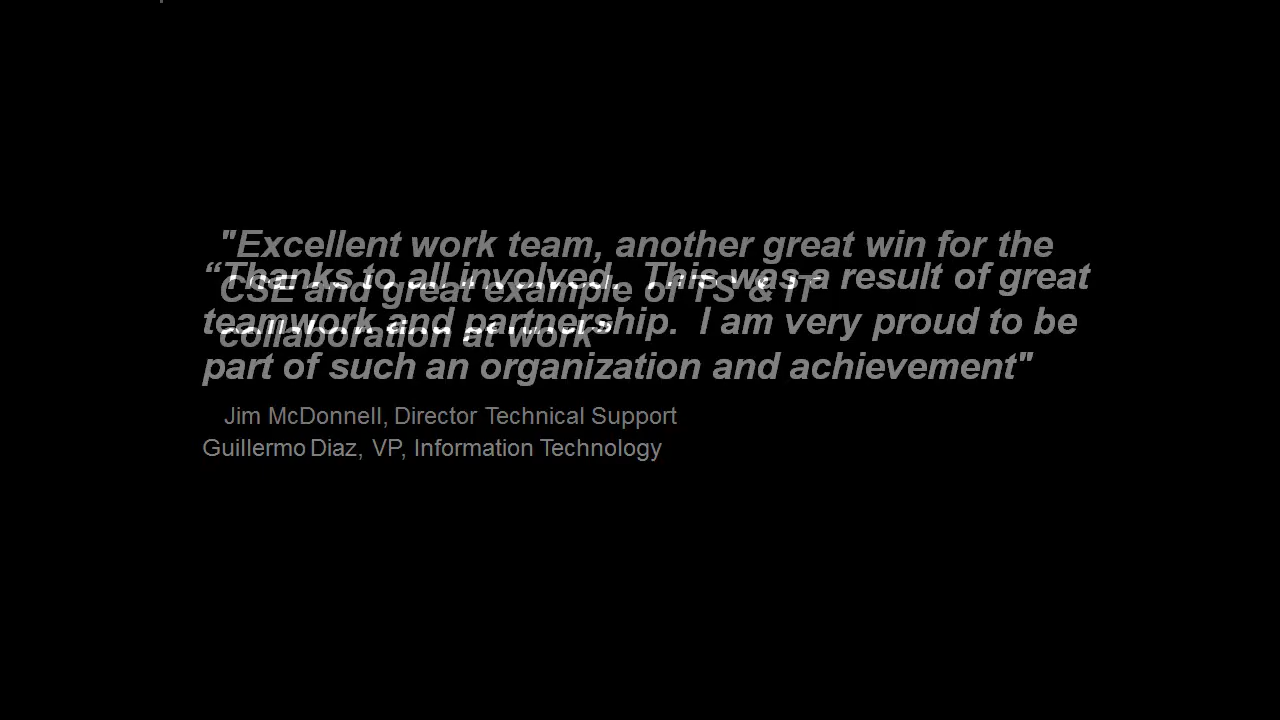 "Excellent work team, another great win for the
CSE and great example of TS & IT
collaboration at work"
Jim McDonnell, Director Technical Support
“Thanks to all involved.  This was a result of great
teamwork and partnership.  I am very proud to be
part of such an organization and achievement"
Guillermo Diaz, VP, Information Technology